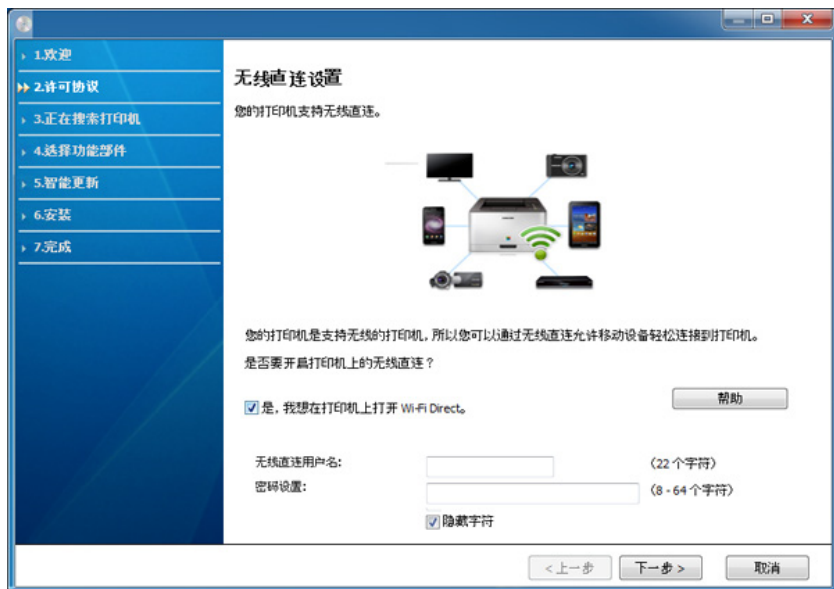 1.欢迎
2.许可协议
3.正在搜索打印机
4.选择功能部件
5.智能更新
6.安装
7.完成
无线直连设置
您的打印机支持无线直连。
您的打印机是支持无线的打印机,所以您可以通过无线直连允许移动设备轻松连接到打印机。
是否要开启打印机上的无线直连？
是，我想在打印机上打开 Wi-Fi Direct。
帮助
无线直连用户名:
（22 个字符）
密码设置:
（8 - 64 个字符）
隐藏字符
< 上一步
下一步 >
取消